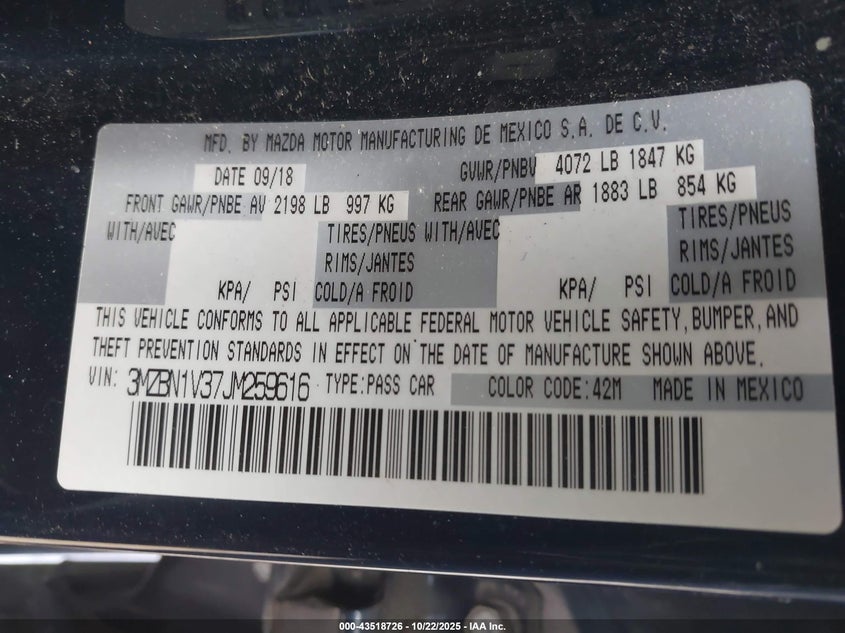 MFD. BY MAZDA MOTOR MANUFACTURING DE MEXICO S.A. DE C.V.
DATE 09/18 GVWR/PNBV 4072 LB 1847 KG
FRONT GAWR/PNBE AV 2198 LB 997 KG REAR GAWR/PNBE AR 1883 LB 854 KG
WITH/AVEC TIRES/PNEUS WITH/AVEC TIRES/PNEUS
RIMS/JANTES RIMS/JANTES
KPA/ PSI COLD/A FROID KPA/ PSI COLD/A FROID
THIS VEHICLE CONFORMS TO ALL APPLICABLE FEDERAL MOTOR VEHICLE SAFETY, BUMPER, AND
THEFT PREVENTION STANDARDS IN EFFECT ON THE DATE OF MANUFACTURE SHOWN ABOVE.
VIN: 3MZBN1V37JM259616 TYPE:PASS CAR COLOR CODE:42M MADE IN MEXICO
000-43518726 - 10/22/2025 - IAA Inc.